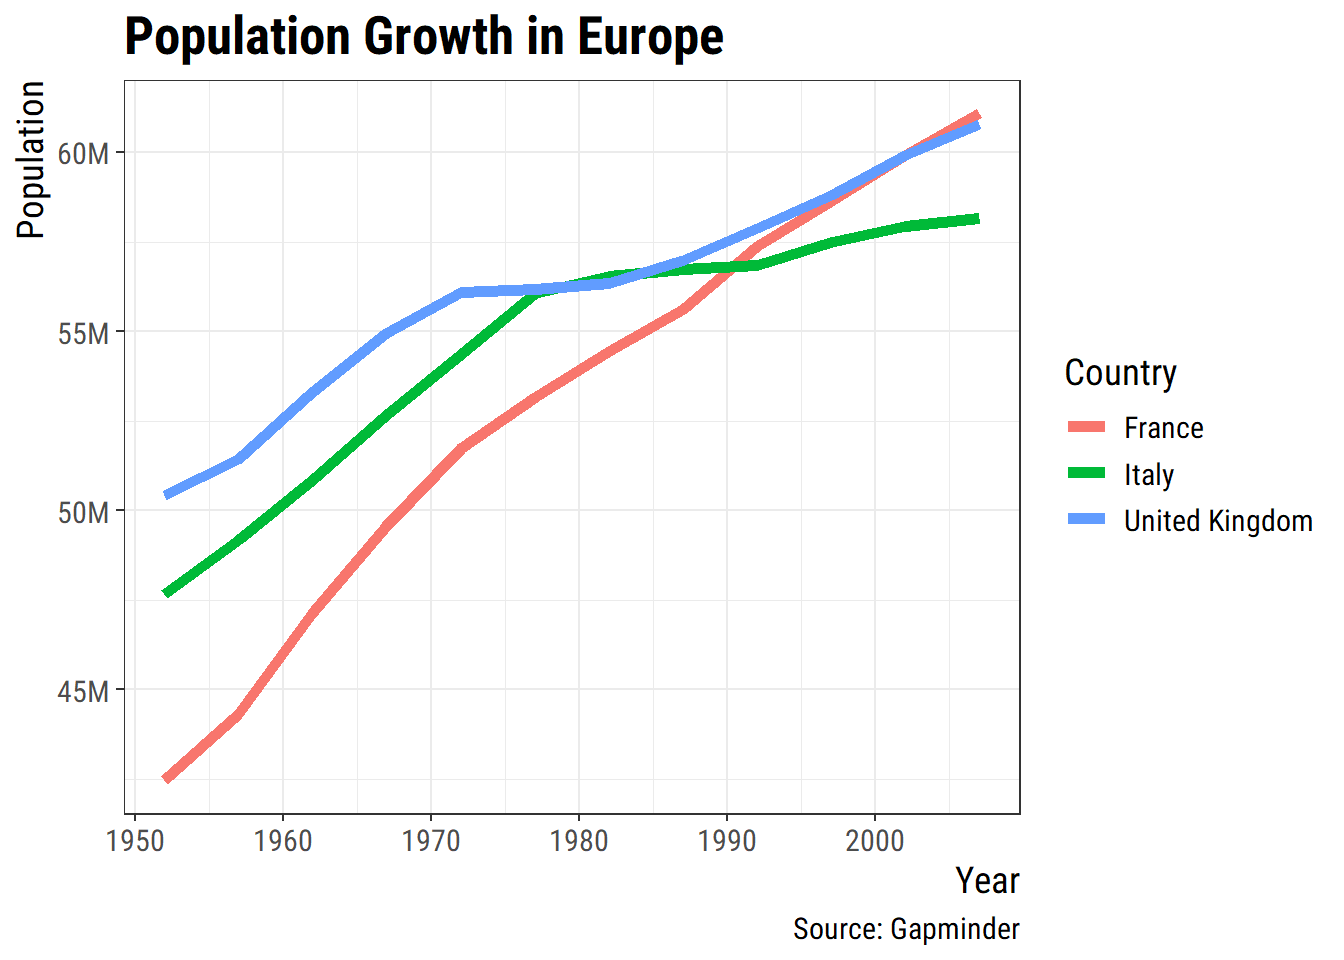 Population Growth in Europe
Population
60M
55M
50M
45M
1950 1960 1970 1980 1990 2000
Year
Source: Gapminder
Country
France
Italy
United Kingdom